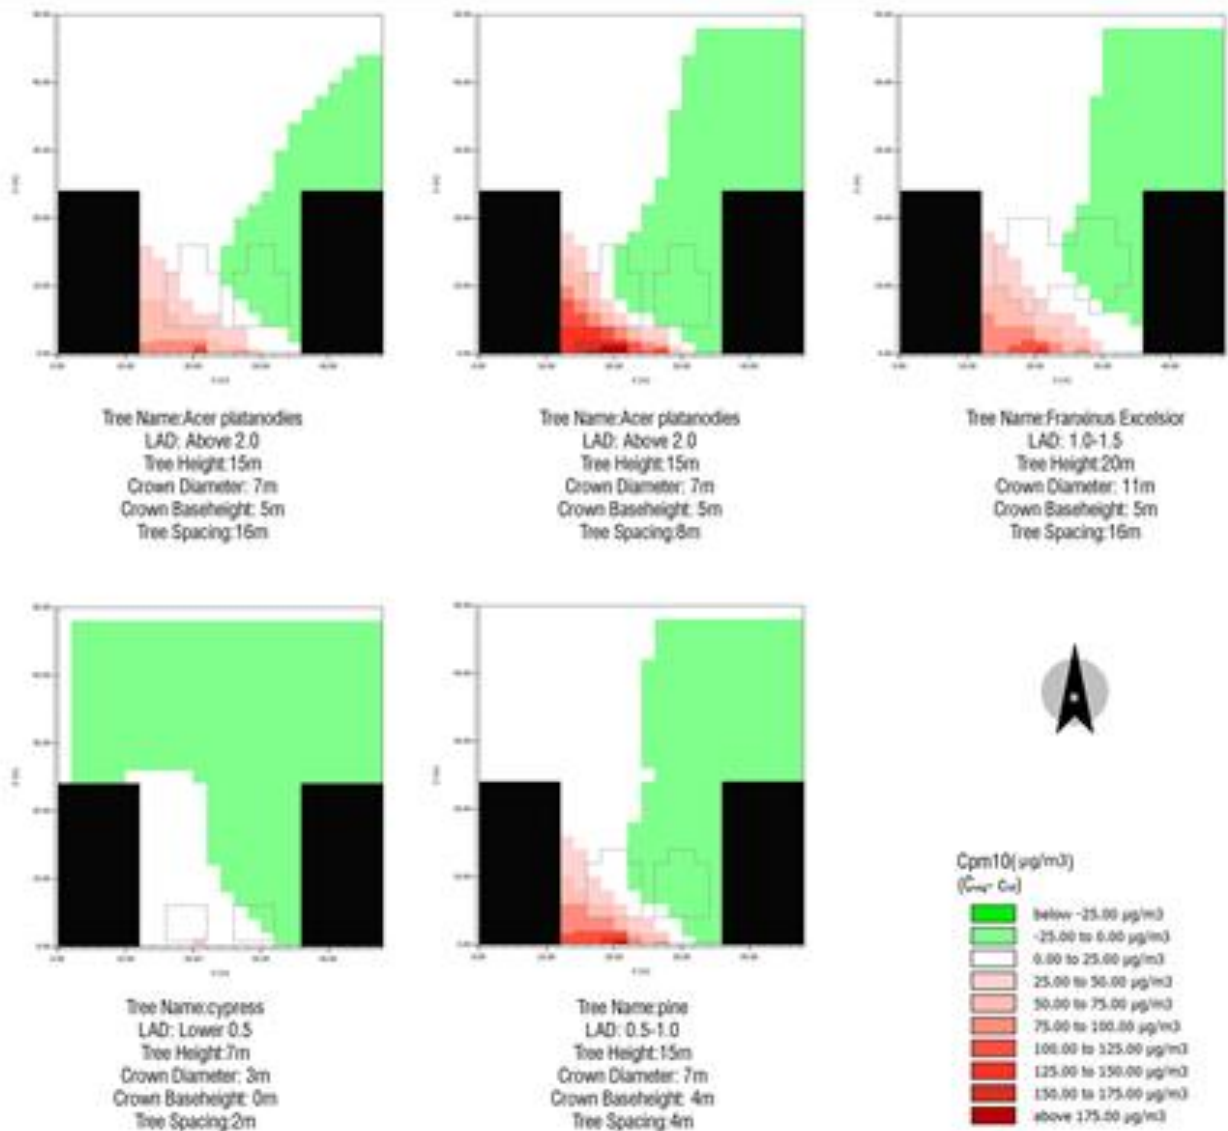 Tree Name:Acer platanodies
LAD: Above 2.0
Tree Height:15m
Crown Diameter: 7m
Crown Baseheight: 5m
Tree Spacing:16m
Tree Name:Acer platanodies
LAD: Above 2.0
Tree Height:15m
Crown Diameter: 7m
Crown Baseheight: 5m
Tree Spacing:8m
Tree Name:Franxinus Excelsior
LAD: 1.0-1.5
Tree Height:20m
Crown Diameter: 11m
Crown Baseheight: 5m
Tree Spacing:16m
Tree Name:cypress
LAD: Lower 0.5
Tree Height:7m
Crown Diameter: 3m
Crown Baseheight: 0m
Tree Spacing:2m
Tree Name:pine
LAD: 0.5-1.0
Tree Height:15m
Crown Diameter: 7m
Crown Baseheight: 4m
Tree Spacing:4m
Cpm10(µg/m3)
below -25.00 µg/m3
-25.00 to 0.00 µg/m3
0.00 to 25.00 µg/m3
25.00 to 50.00 µg/m3
50.00 to 75.00 µg/m3
75.00 to 100.00 µg/m3
100.00 to 125.00 µg/m3
125.00 to 150.00 µg/m3
150.00 to 175.00 µg/m3
above 175.00 µg/m3